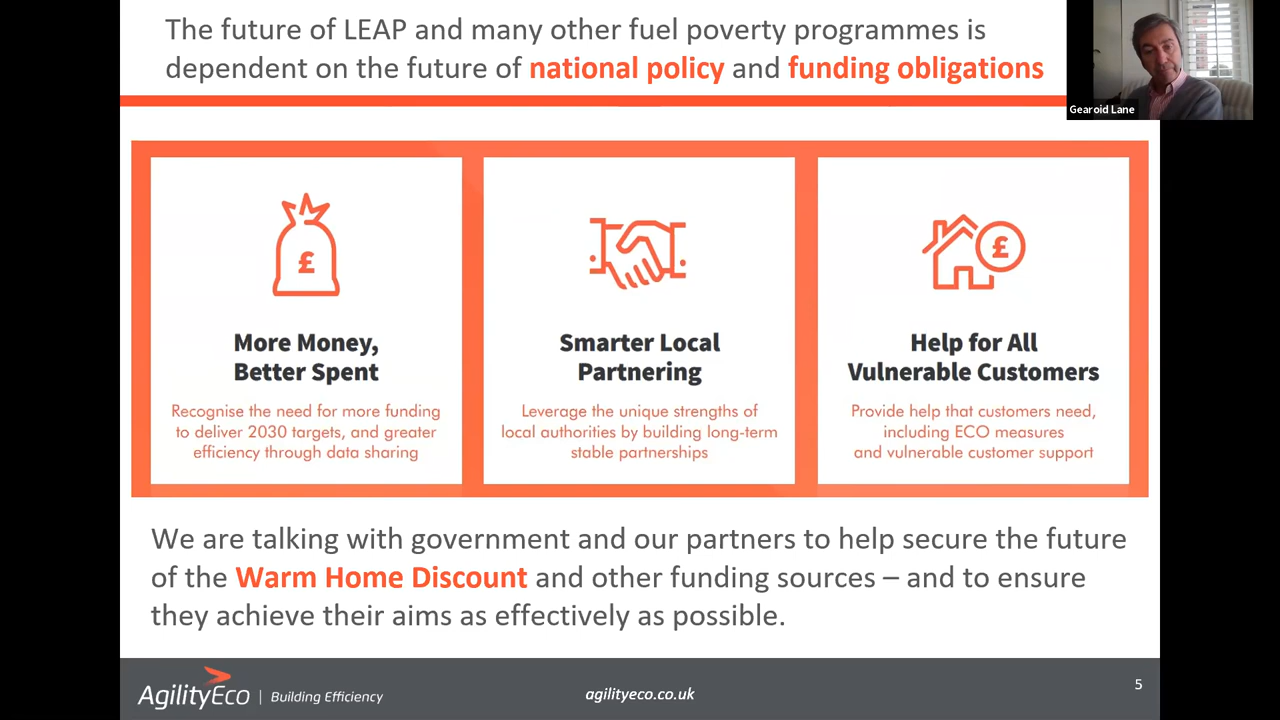 The future of LEAP and many other fuel poverty programmes is
dependent on the future of national policy and funding obligations
Gearoid Lane
£
More Money,
Better Spent
Recognise the need for more funding
to deliver 2030 targets, and greater
efficiency through data sharing
Smarter Local
Partnering
Leverage the unique strengths of
local authorities by building long-term
stable partnerships
£
Help for All
Vulnerable Customers
Provide help that customers need,
including ECO measures
and vulnerable customer support
We are talking with government and our partners to help secure the future
of the Warm Home Discount and other funding sources – and to ensure
they achieve their aims as effectively as possible.
AgilityEco | Building Efficiency
agilityeco.co.uk
5